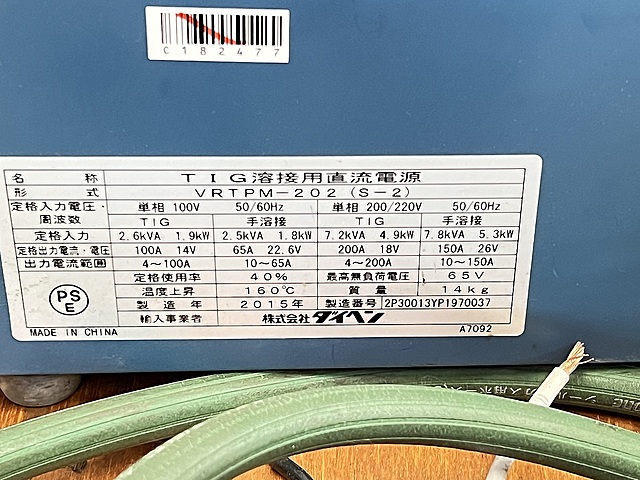 C182477
名称 TIG溶接用直流電源
形式 VRTPM-202 (S-2)
定格入力電圧・周波数 単相 100V 50/60Hz 単相 200/220V 50/60Hz
TIG 手溶接 TIG 手溶接
定格入力 2.6kVA 1.9kW 2.5kVA 1.8kW 7.2kVA 4.9kW 7.8kVA 5.3kW
定格出力電流・電圧 100A 14V 65A 22.6V 200A 18V 150A 26V
出力電流範囲 4〜100A 10〜65A 4〜200A 10〜150A
PSE 定格使用率 40% 最高無負荷電圧 65V
温度上昇 160℃ 質量 14kg
製造年 2015年 製造番号 2P30013YP1970037
輸入事業者 株式会社ダイヘン
MADE IN CHINA A7092